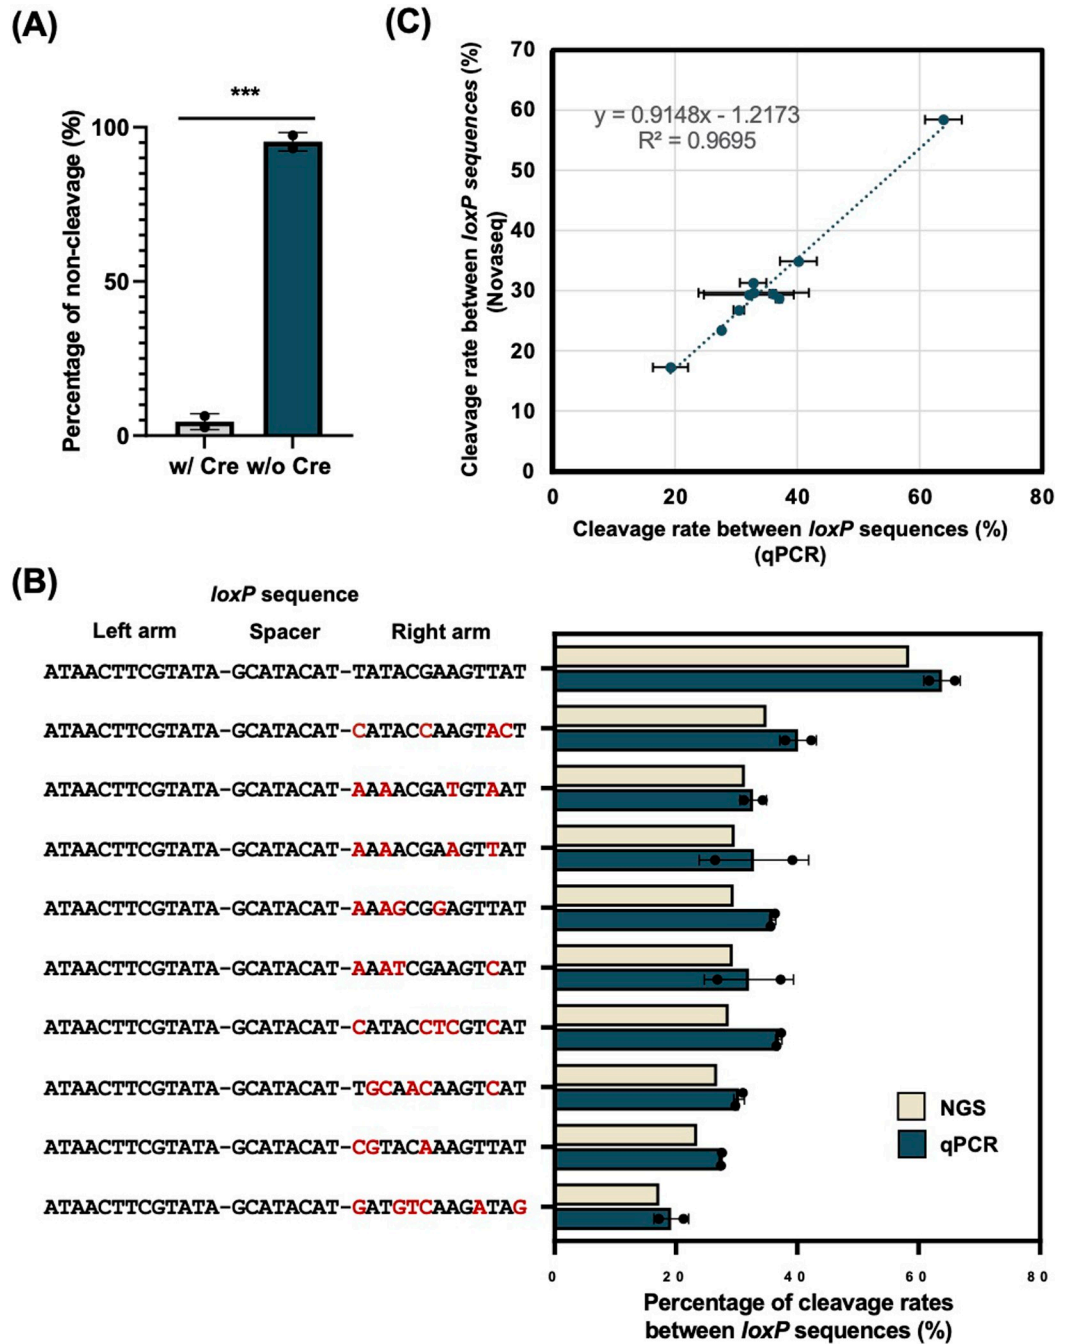 (A)
***
Percentage of non-cleavage (%)
100
50
0
w/ Cre w/o Cre
(C)
Cleavage rate between loxP sequences (%)
(Novaseq)
70
60
50
40
30
20
10
0
y = 0.9148x - 1.2173
R² = 0.9695
0 20 40 60 80
Cleavage rate between loxP sequences (%)
(qPCR)
(B)
loxP sequence
Left arm Spacer Right arm
ATAACTTCGTATA-GCATACAT-TATACGAAGTTAT
ATAACTTCGTATA-GCATACAT-CATACCAAGTACT
ATAACTTCGTATA-GCATACAT-AAAACGATGTAAT
ATAACTTCGTATA-GCATACAT-AAAACGAAGTTAT
ATAACTTCGTATA-GCATACAT-AAAGCGGAGTTAT
ATAACTTCGTATA-GCATACAT-AAATCGAAGTCAT
ATAACTTCGTATA-GCATACAT-CATACCTCGTCAT
ATAACTTCGTATA-GCATACAT-TGCAACAAGTCAT
ATAACTTCGTATA-GCATACAT-CGTACAAAGTTAT
ATAACTTCGTATA-GCATACAT-GATGTCAAGATAG
NGS
qPCR
0 20 40 60 80
Percentage of cleavage rates
between loxP sequences (%)